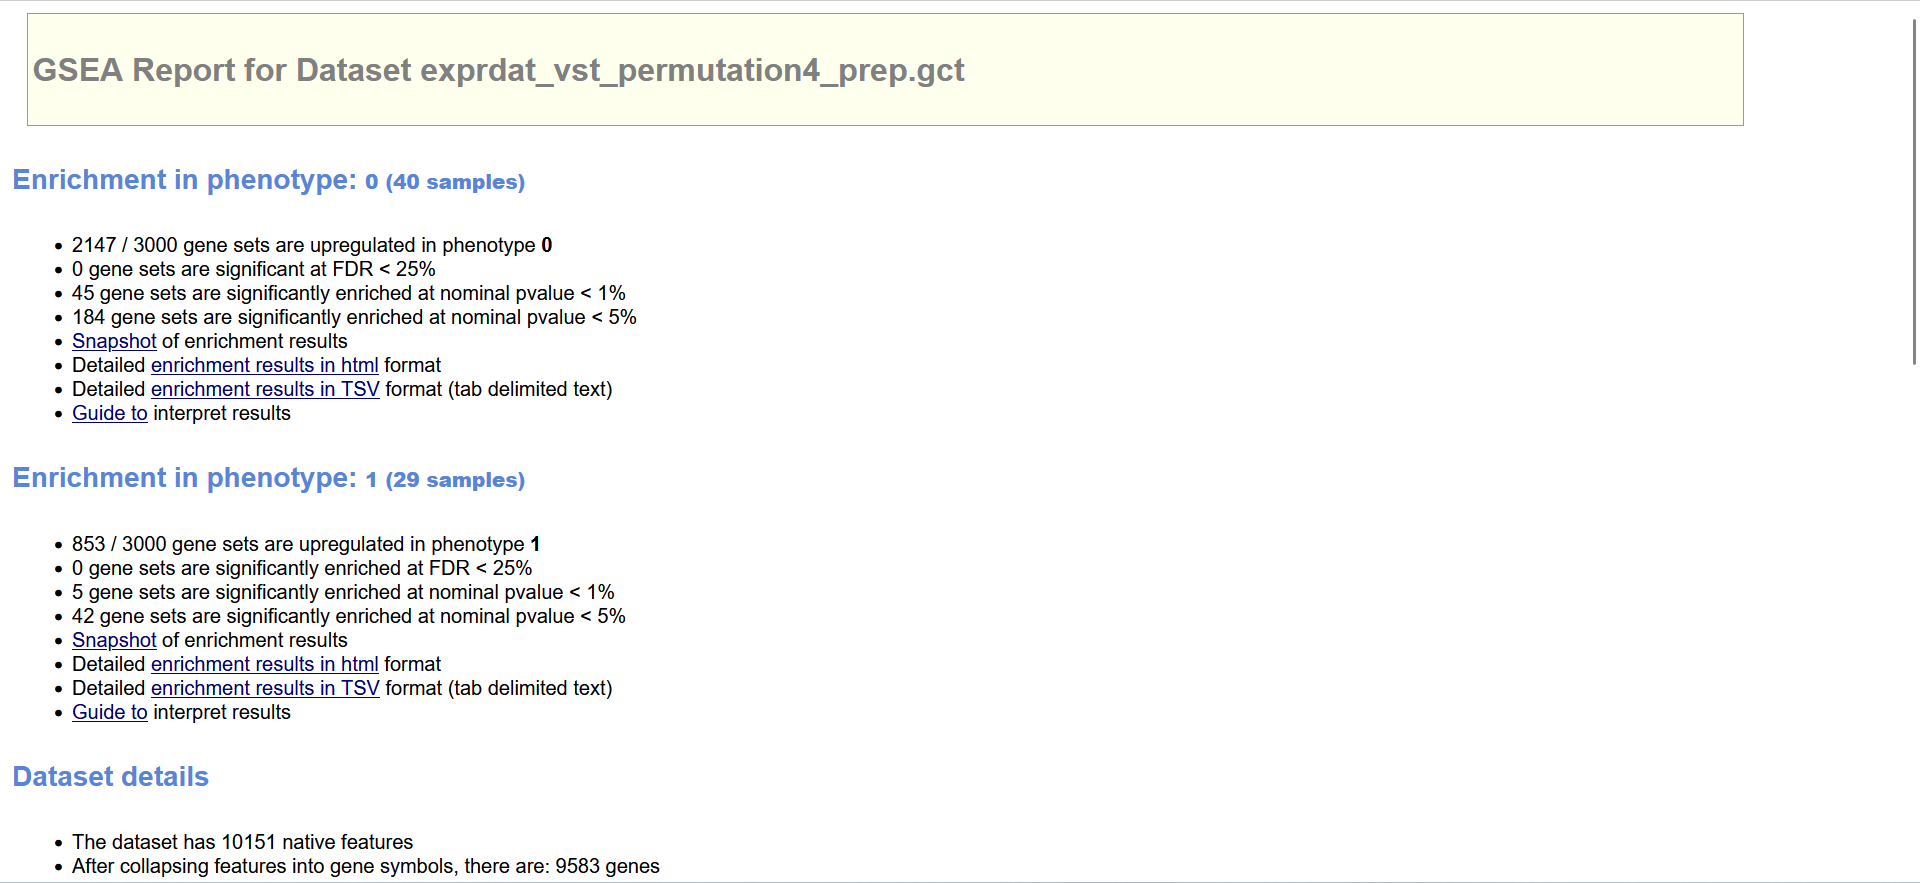 GSEA Report for Dataset exprdat_vst_permutation4_prep.gct
Enrichment in phenotype: 0 (40 samples)
• 2147 / 3000 gene sets are upregulated in phenotype 0
• 0 gene sets are significant at FDR < 25%
• 45 gene sets are significantly enriched at nominal pvalue < 1%
• 184 gene sets are significantly enriched at nominal pvalue < 5%
• Snapshot of enrichment results
• Detailed enrichment results in html format
• Detailed enrichment results in TSV format (tab delimited text)
• Guide to interpret results
Enrichment in phenotype: 1 (29 samples)
• 853 / 3000 gene sets are upregulated in phenotype 1
• 0 gene sets are significantly enriched at FDR < 25%
• 5 gene sets are significantly enriched at nominal pvalue < 1%
• 42 gene sets are significantly enriched at nominal pvalue < 5%
• Snapshot of enrichment results
• Detailed enrichment results in html format
• Detailed enrichment results in TSV format (tab delimited text)
• Guide to interpret results
Dataset details
• The dataset has 10151 native features
• After collapsing features into gene symbols, there are: 9583 genes